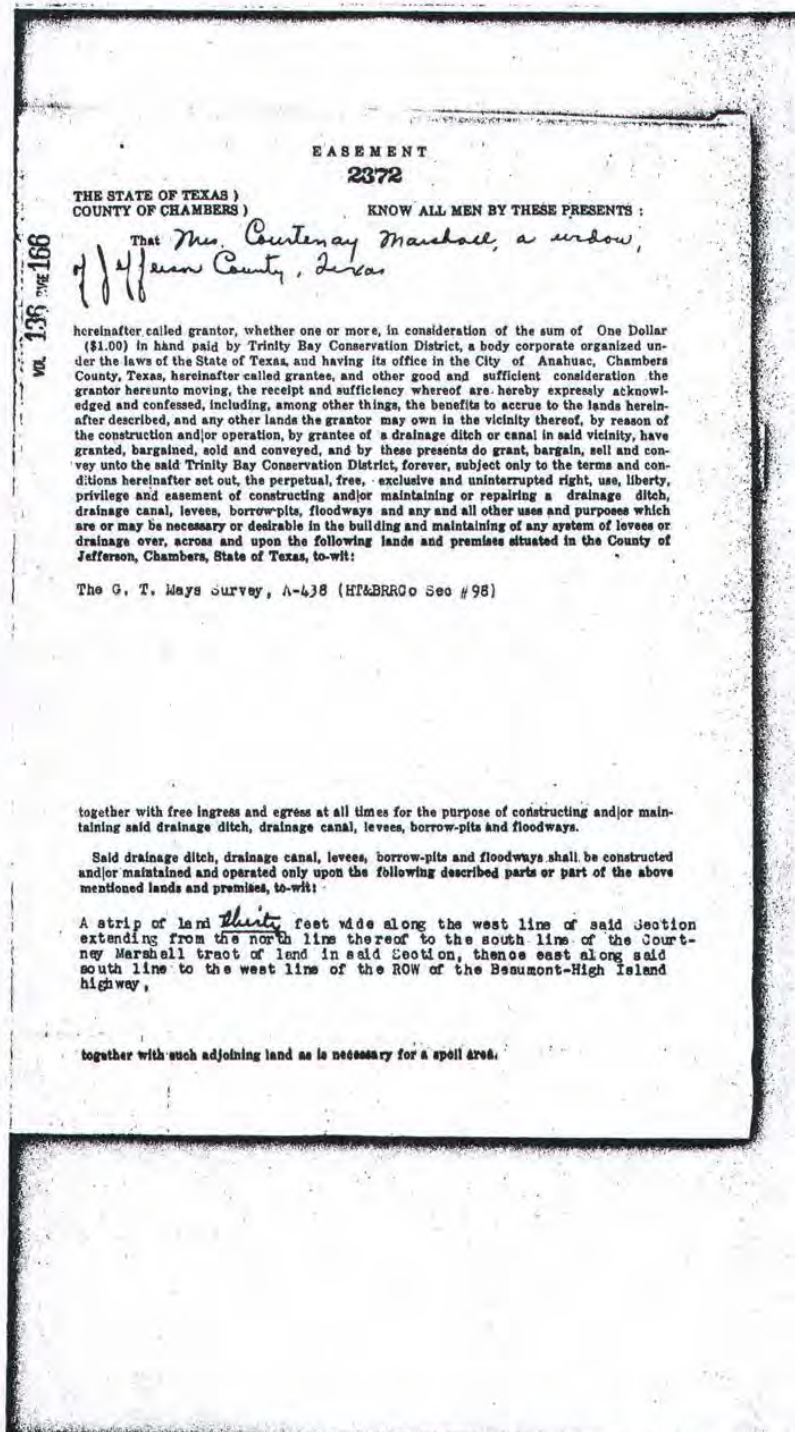 EASEMENT
2372
THE STATE OF TEXAS )
COUNTY OF CHAMBERS ) KNOW ALL MEN BY THESE PRESENTS :
That Mrs. Courtenay Marshall, a widow,
of Jefferson County, Texas
VOL 136 PAGE 166
hereinafter called grantor, whether one or more, in consideration of the sum of One Dollar
($1.00) in hand paid by Trinity Bay Conservation District, a body corporate organized un-
der the laws of the State of Texas, and having its office in the City of Anahuac, Chambers
County, Texas, hereinafter called grantee, and other good and sufficient consideration the
grantor hereunto moving, the receipt and sufficiency whereof are hereby expressly acknowl-
edged and confessed, including, among other things, the benefits to accrue to the lands herein-
after described, and any other lands the grantor may own in the vicinity thereof, by reason of
the construction and|or operation, by grantee of a drainage ditch or canal in said vicinity, have
granted, bargained, sold and conveyed, and by these presents do grant, bargain, sell and con-
vey unto the said Trinity Bay Conservation District, forever, subject only to the terms and con-
ditions hereinafter set out, the perpetual, free, exclusive and uninterrupted right, use, liberty,
privilege and easement of constructing and|or maintaining or repairing a drainage ditch,
drainage canal, levees, borrow-pits, floodways and any and all other uses and purposes which
are or may be necessary or desirable in the building and maintaining of any system of levees or
drainage over, across and upon the following lands and premises situated in the County of
Jefferson, Chambers, State of Texas, to-wit:
The G. T. Mays Survey, A-438 (HT&BRRCo Sec #98)
together with free ingress and egress at all times for the purpose of constructing and|or main-
taining said drainage ditch, drainage canal, levees, borrow-pits and floodways.
Said drainage ditch, drainage canal, levees, borrow-pits and floodways shall be constructed
and|or maintained and operated only upon the following described parts or part of the above
mentioned lands and premises, to-wit:
A strip of land thirty feet wide along the west line of said Section
extending from the north line thereof to the south line of the Court-
ney Marshall tract of land in said Section, thence east along said
south line to the west line of the ROW of the Beaumont-High Island
highway,
together with such adjoining land as is necessary for a spoil area.